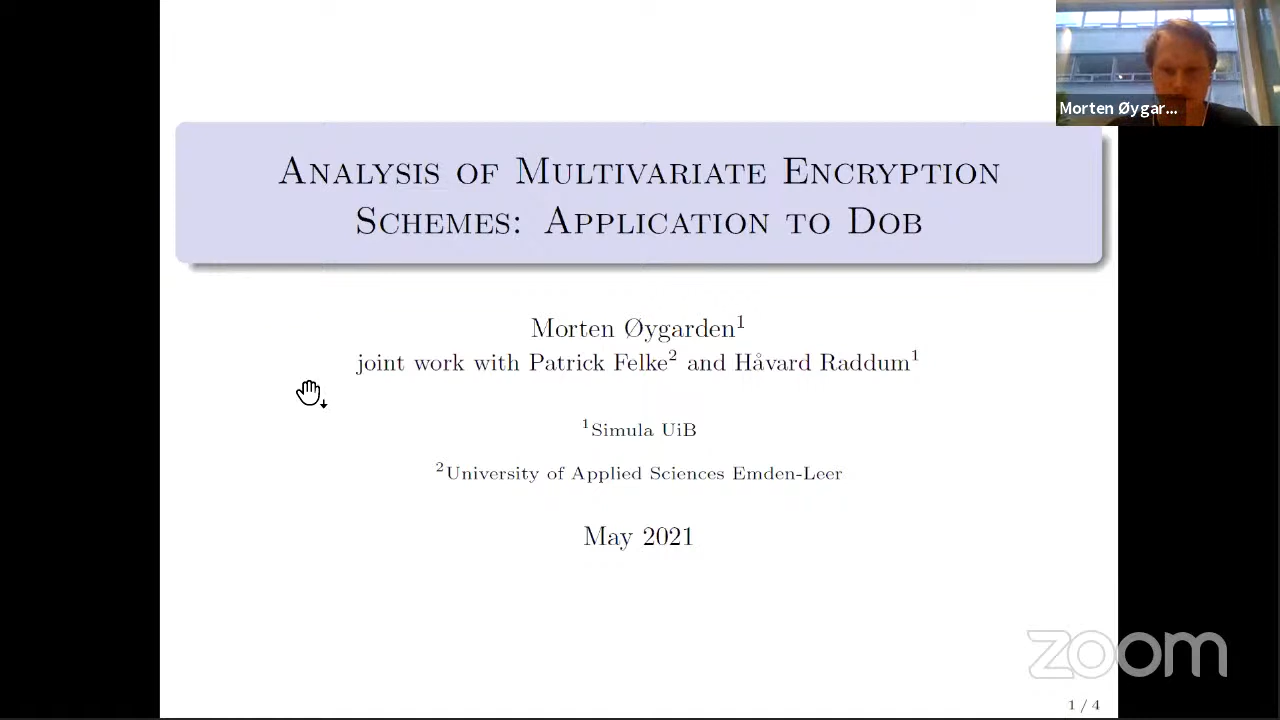 Morten Øygar...
Analysis of Multivariate Encryption
Schemes: Application to Dob
Morten Øygarden1
joint work with Patrick Felke2 and Håvard Raddum1
1Simula UiB
2University of Applied Sciences Emden-Leer
May 2021
zoom
1 / 4